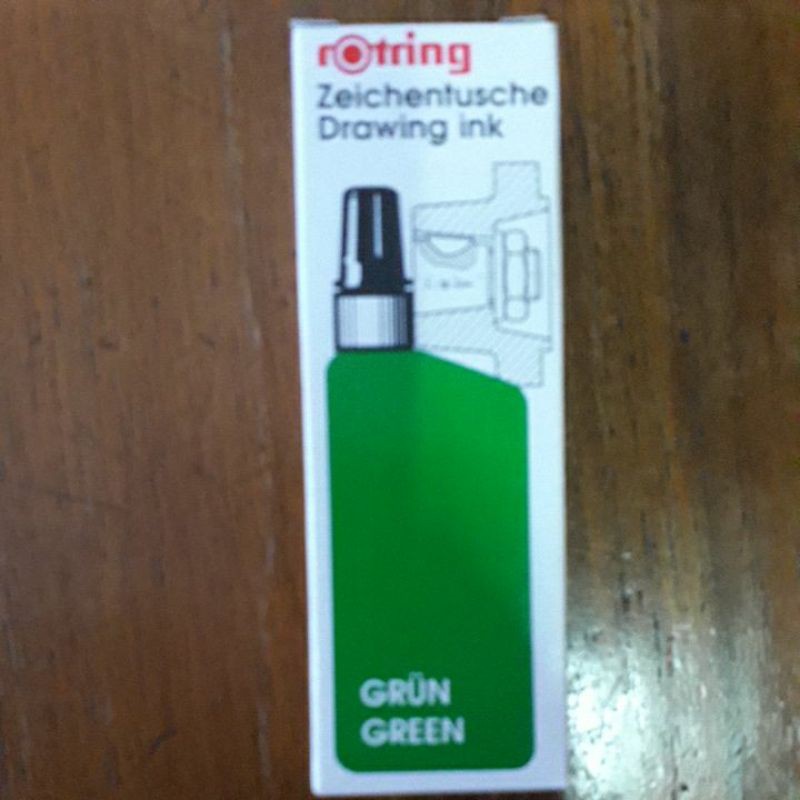 rotring
Zeichentusche
Drawing ink
GRÜN
GREEN